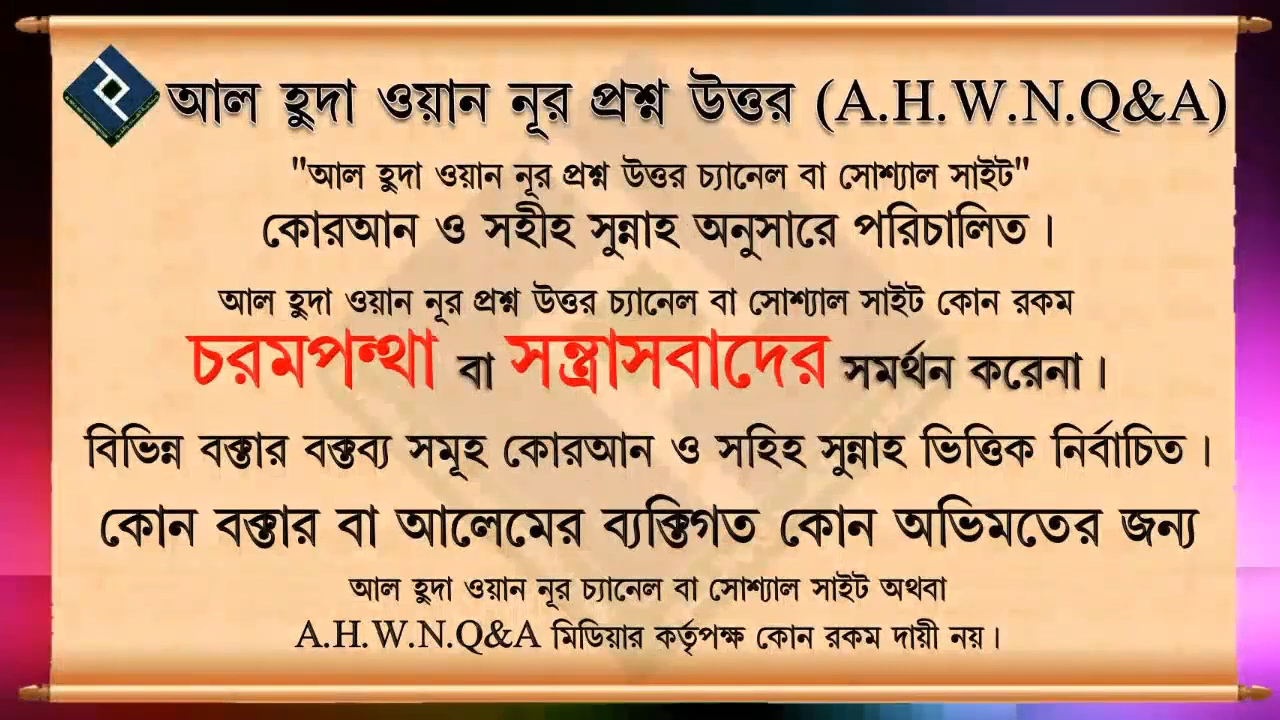 আল হুদা ওয়ান নূর প্রশ্ন উত্তর (A.H.W.N.Q&A)
"আল হুদা ওয়ান নূর প্রশ্ন উত্তর চ্যানেল বা সোশ্যাল সাইট"
কোরআন ও সহীহ সুন্নাহ অনুসারে পরিচালিত ।
আল হুদা ওয়ান নূর প্রশ্ন উত্তর চ্যানেল বা সোশ্যাল সাইট কোন রকম
চরমপন্থা বা সন্ত্রাসবাদের সমর্থন করেনা ।
বিভিন্ন বক্তার বক্তব্য সমূহ কোরআন ও সহিহ সুন্নাহ ভিত্তিক নির্বাচিত ।
কোন বক্তার বা আলেমের ব্যক্তিগত কোন অভিমতের জন্য
আল হুদা ওয়ান নূর চ্যানেল বা সোশ্যাল সাইট অথবা
A.H.W.N.Q&A মিডিয়ার কর্তৃপক্ষ কোন রকম দায়ী নয় ।